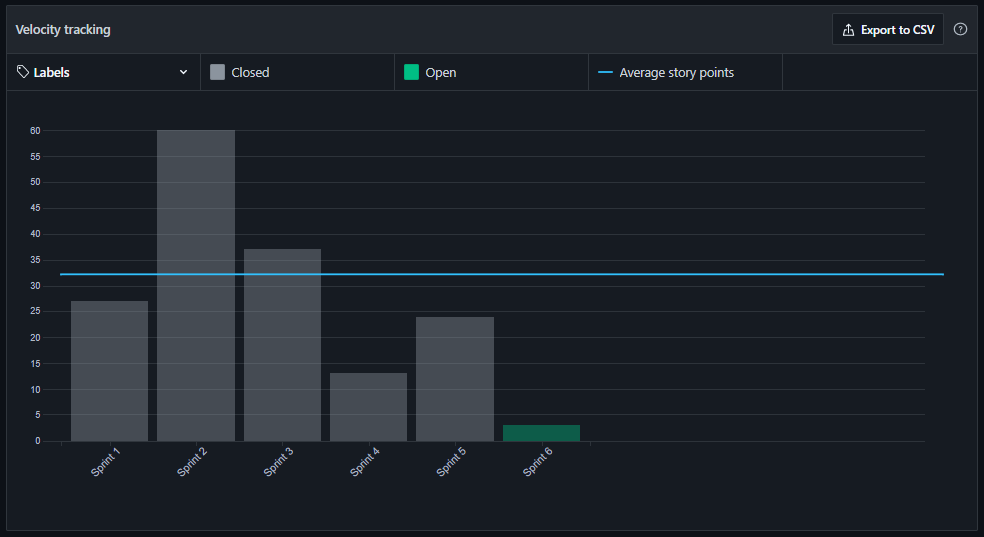 Velocity tracking
Export to CSV
?
Labels
Closed
Open
Average story points
60
55
50
45
40
35
30
25
20
15
10
5
0
Sprint 1
Sprint 2
Sprint 3
Sprint 4
Sprint 5
Sprint 6